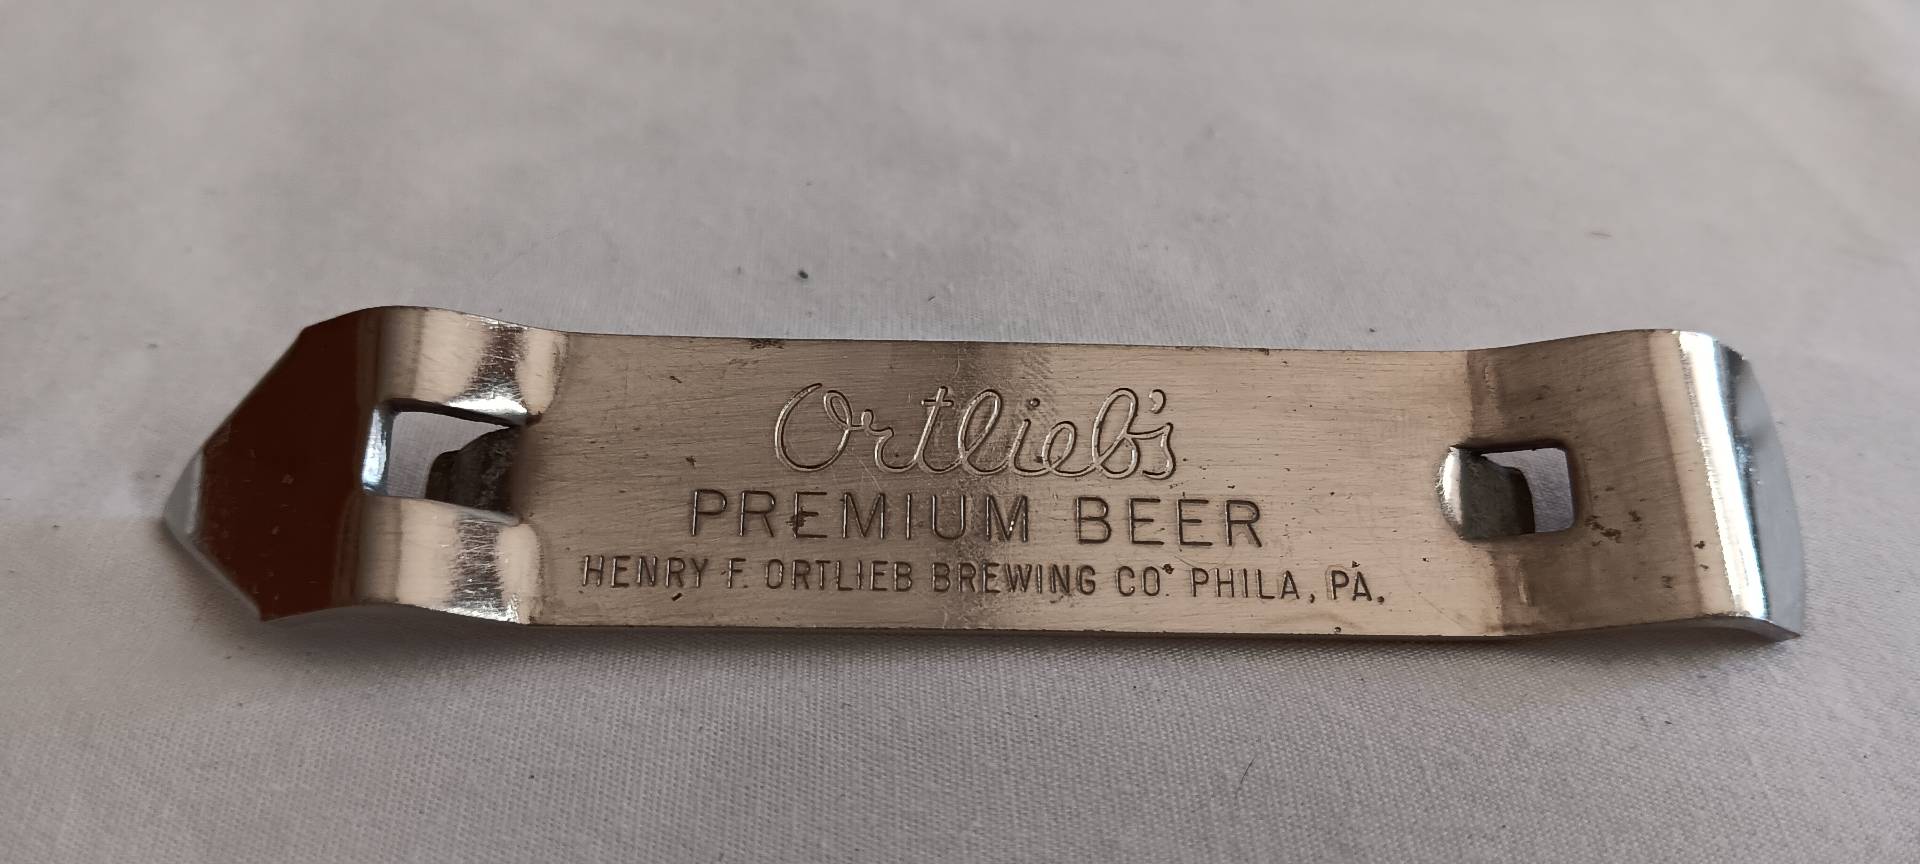 Ortlieb's
PREMIUM BEER
HENRY F. ORTLIEB BREWING CO. PHILA, PA.